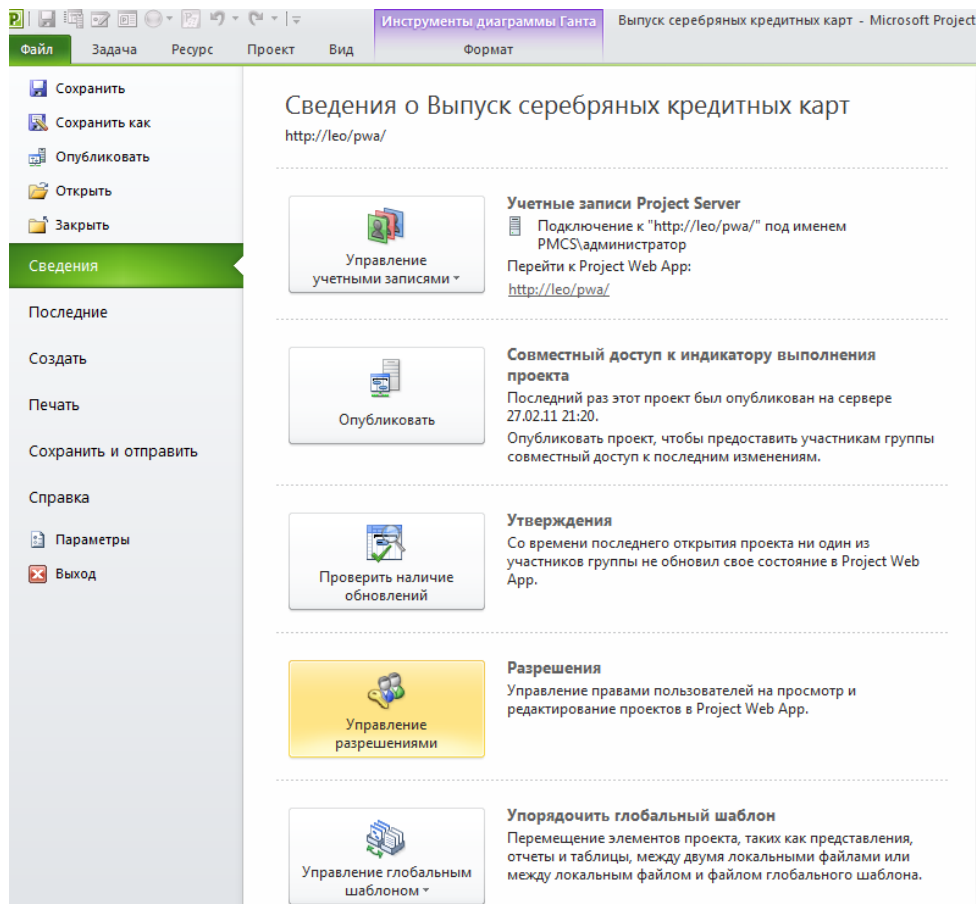 Инструменты диаграммы Ганта
Выпуск серебряных кредитных карт - Microsoft Project
Файл
Задача
Ресурс
Проект
Вид
Формат
Сохранить
Сохранить как
Опубликовать
Открыть
Закрыть
Сведения
Последние
Создать
Печать
Сохранить и отправить
Справка
Параметры
Выход
Сведения о Выпуск серебряных кредитных карт
http://leo/pwa/
Управление
учетными записями
Учетные записи Project Server
Подключение к "http://leo/pwa/" под именем
PMCS\администратор
Перейти к Project Web App:
http://leo/pwa/
Опубликовать
Совместный доступ к индикатору выполнения
проекта
Последний раз этот проект был опубликован на сервере
27.02.11 21:20.
Опубликовать проект, чтобы предоставить участникам группы
совместный доступ к последним изменениям.
Проверить наличие
обновлений
Утверждения
Со времени последнего открытия проекта ни один из
участников группы не обновил свое состояние в Project Web
App.
Управление
разрешениями
Разрешения
Управление правами пользователей на просмотр и
редактирование проектов в Project Web App.
Управление глобальным
шаблоном
Упорядочить глобальный шаблон
Перемещение элементов проекта, таких как представления,
отчеты и таблицы, между двумя локальными файлами или
между локальным файлом и файлом глобального шаблона.